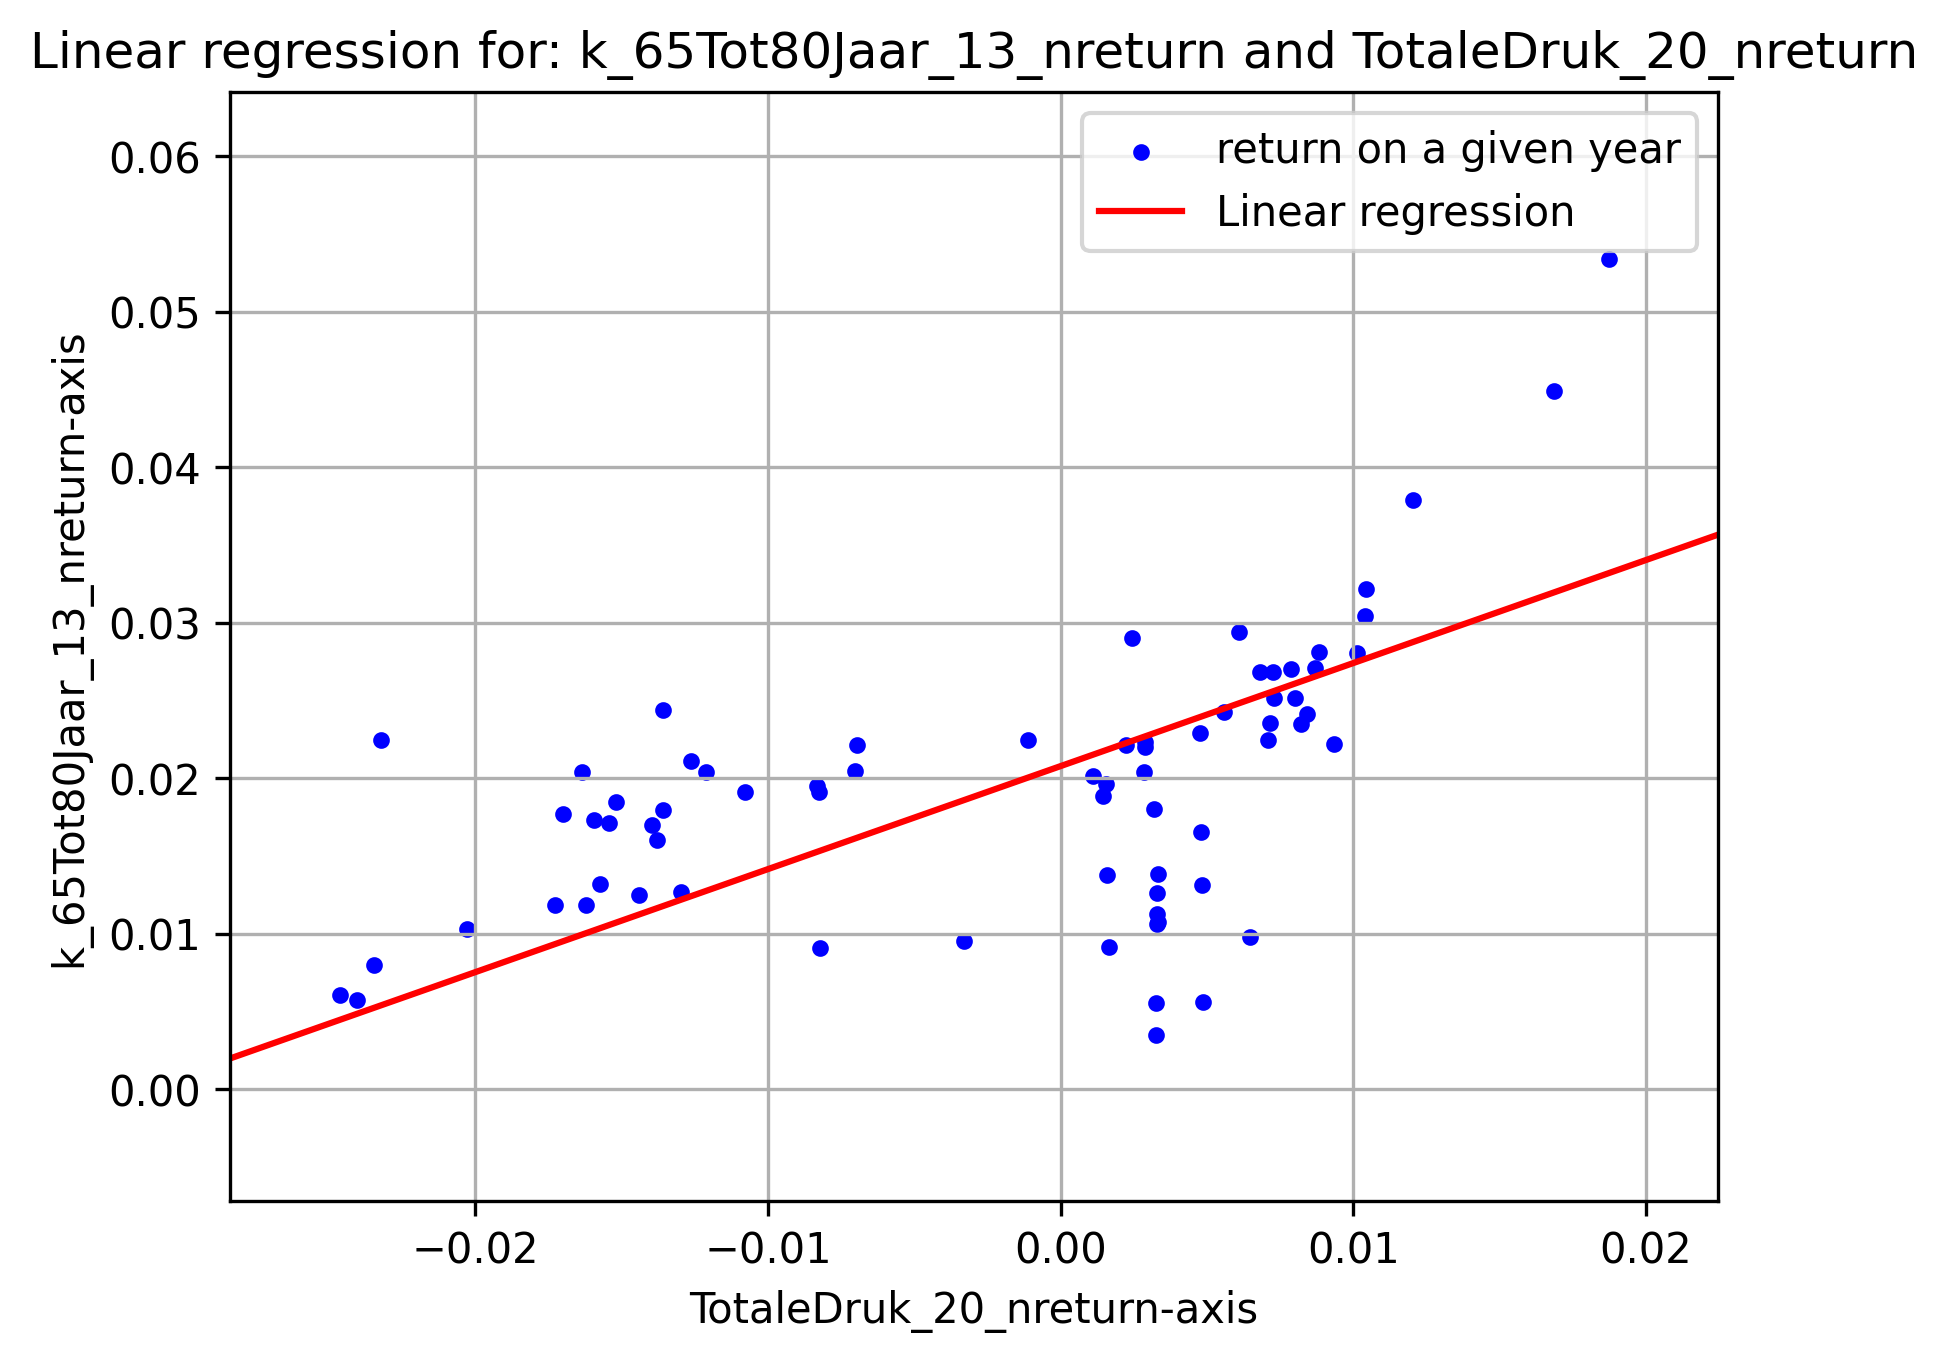 Linear regression for: k_65Tot80Jaar_13_nreturn and TotaleDruk_20_nreturn
return on a given year
Linear regression
0.06
0.05
0.04
0.03
0.02
0.01
0.00
k_65Tot80Jaar_13_nreturn-axis
−0.02 −0.01 0.00 0.01 0.02
TotaleDruk_20_nreturn-axis